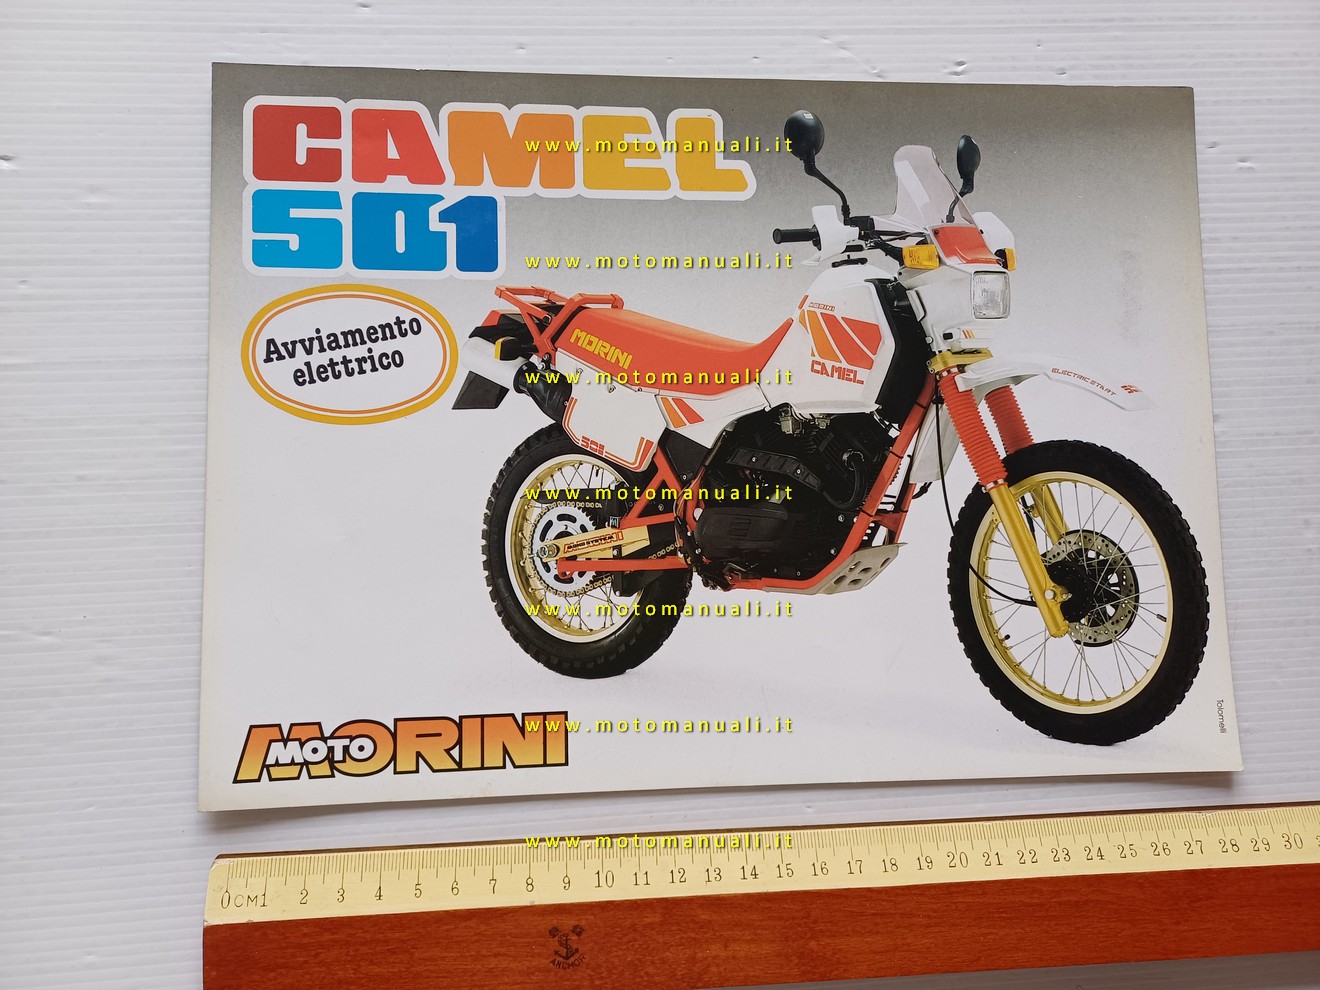 CAMEL
501
www.motomanuali.it
www.motomanuali.it
Avviamento
elettrico
MORINI
MORINI
CAMEL
501
ELECTRIC START
www.motomanuali.it
www.motomanuali.it
MONO SYSTEM
www.motomanuali.it
www.motomanuali.it
MOTO MORINI
Tolomelli
www.motomanuali.it
0 CM 1 2 3 4 5 6 7 8 9 10 11 12 13 14 15 16 17 18 19 20 21 22 23 24 25 26 27 28 29 30
ANCHOR